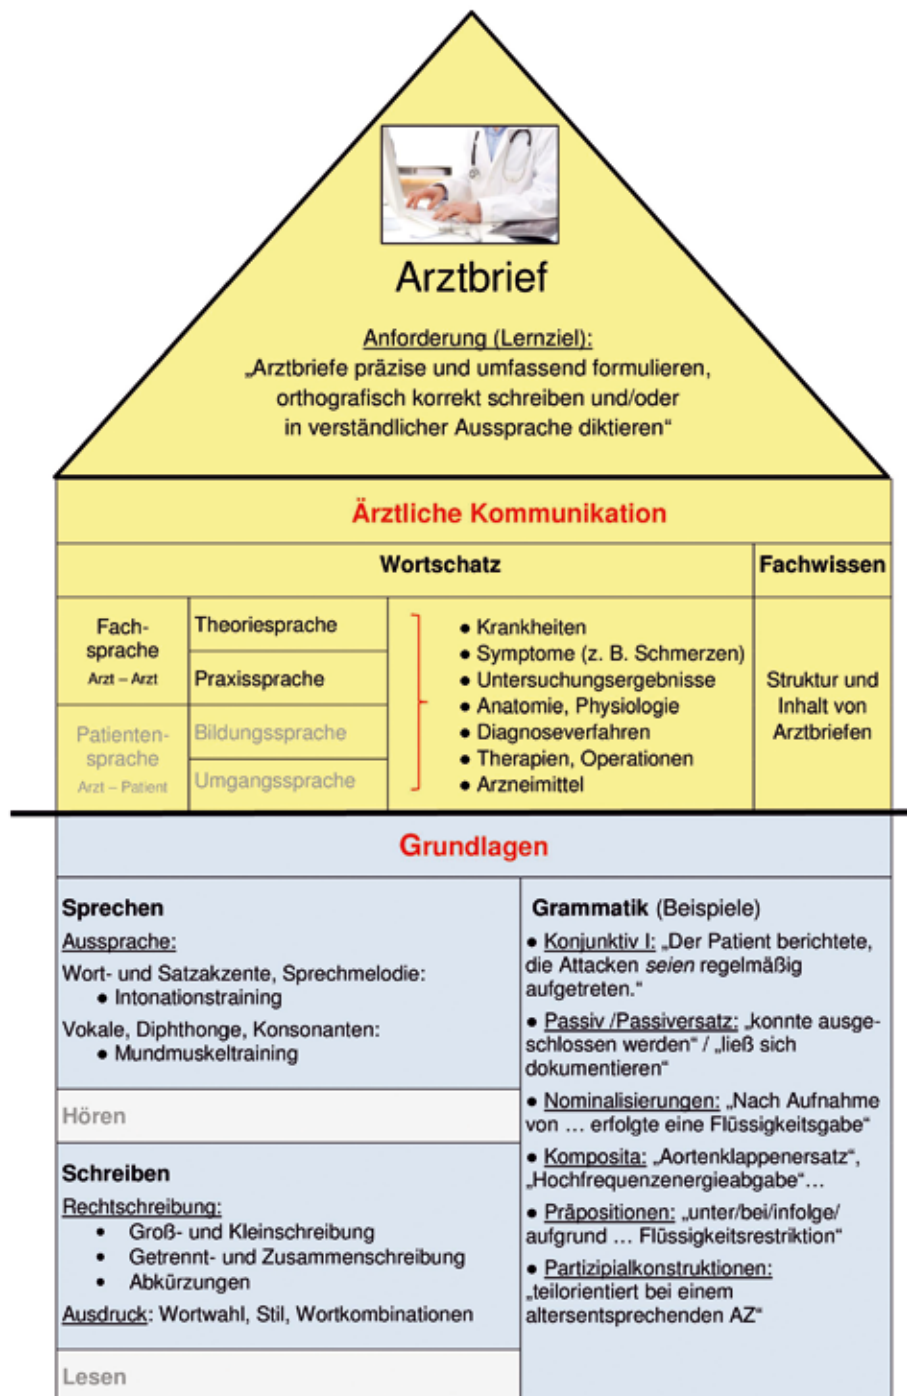 Arztbrief
Anforderung (Lernziel):
„Arztbriefe präzise und umfassend formulieren,
orthografisch korrekt schreiben und/oder
in verständlicher Aussprache diktieren“
Ärztliche Kommunikation
Wortschatz
Fachwissen
Fach-
sprache
Arzt – Arzt
Theoriesprache
Praxissprache
Patienten-
sprache
Arzt – Patient
Bildungssprache
Umgangssprache
● Krankheiten
● Symptome (z. B. Schmerzen)
● Untersuchungsergebnisse
● Anatomie, Physiologie
● Diagnoseverfahren
● Therapien, Operationen
● Arzneimittel
Struktur und
Inhalt von
Arztbriefen
Grundlagen
Sprechen
Aussprache:
Wort- und Satzakzente, Sprechmelodie:
● Intonationstraining
Vokale, Diphthonge, Konsonanten:
● Mundmuskeltraining
Hören
Schreiben
Rechtschreibung:
• Groß- und Kleinschreibung
• Getrennt- und Zusammenschreibung
• Abkürzungen
Ausdruck: Wortwahl, Stil, Wortkombinationen
Lesen
Grammatik (Beispiele)
● Konjunktiv I: „Der Patient berichtete,
die Attacken seien regelmäßig
aufgetreten.“
● Passiv /Passiversatz: „konnte ausge-
schlossen werden“ / „ließ sich
dokumentieren“
● Nominalisierungen: „Nach Aufnahme
von … erfolgte eine Flüssigkeitsgabe“
● Komposita: „Aortenklappenersatz“,
„Hochfrequenzenergieabgabe“…
● Präpositionen: „unter/bei/infolge/
aufgrund … Flüssigkeitsrestriktion“
● Partizipialkonstruktionen:
„teilorientiert bei einem
altersentsprechenden AZ“